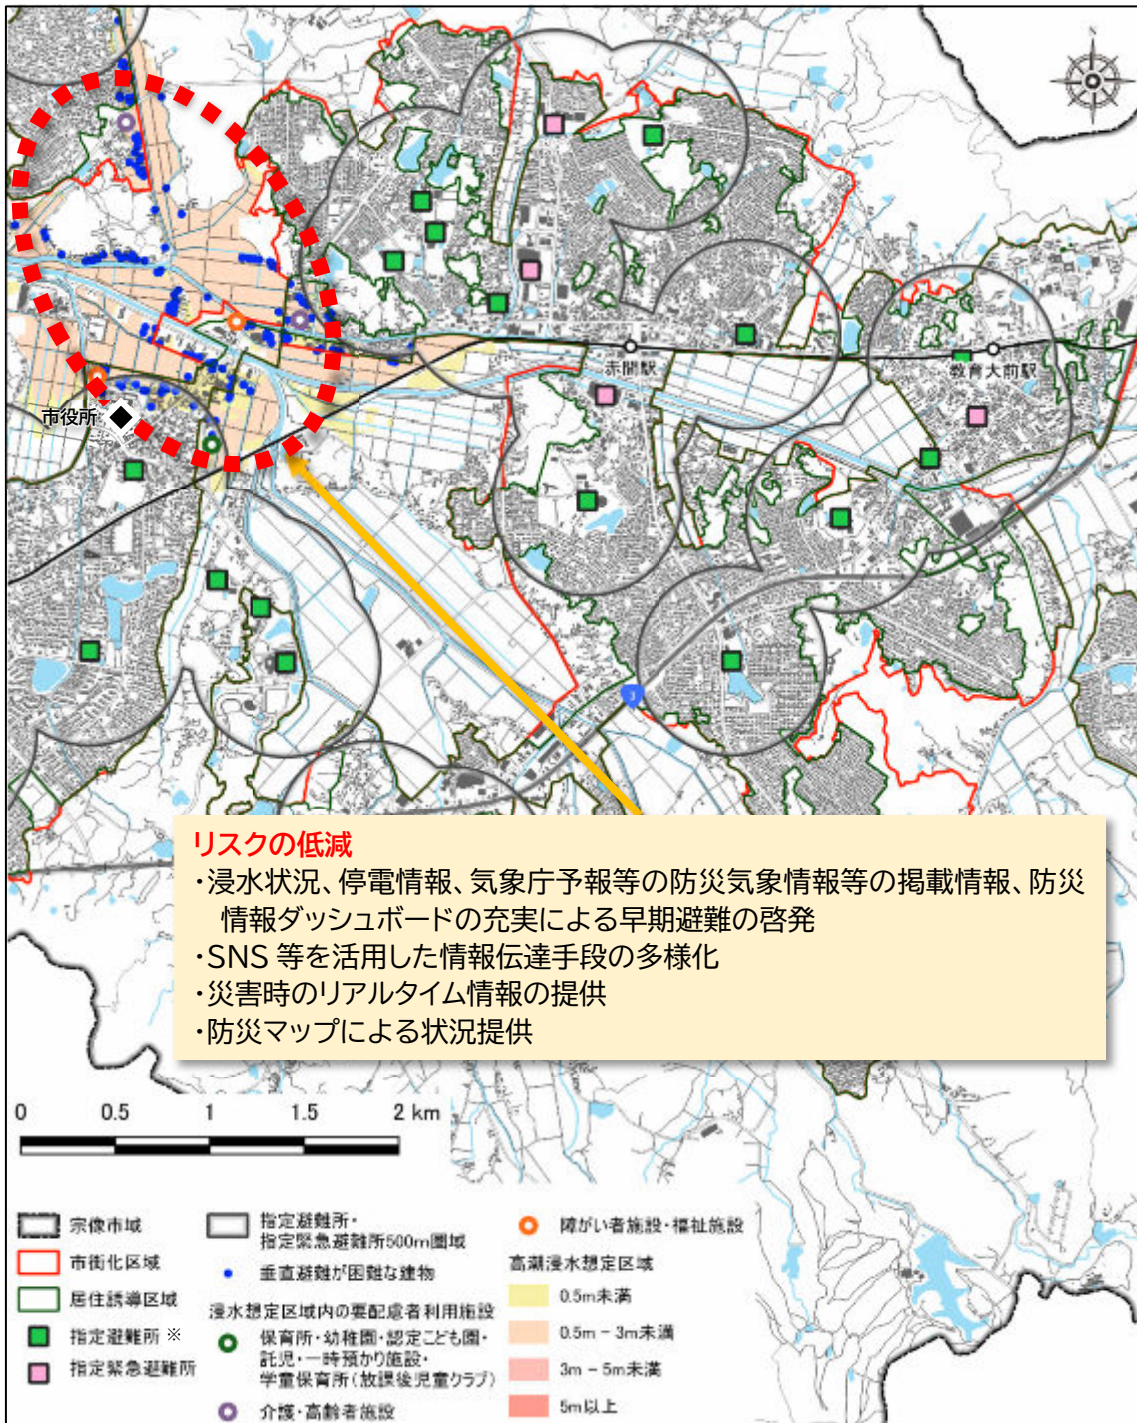 N
赤間駅
教育大前駅
市役所
3
リスクの低減
・浸水状況、停電情報、気象庁予報等の防災気象情報等の掲載情報、防災
情報ダッシュボードの充実による早期避難の啓発
・SNS 等を活用した情報伝達手段の多様化
・災害時のリアルタイム情報の提供
・防災マップによる状況提供
0 0.5 1 1.5 2 km
宗像市域
市街化区域
居住誘導区域
指定避難所 ※
指定緊急避難所
指定避難所・
指定緊急避難所500m圏域
垂直避難が困難な建物
浸水想定区域内の要配慮者利用施設
保育所・幼稚園・認定こども園・
託児・一時預かり施設・
学童保育所(放課後児童クラブ)
介護・高齢者施設
障がい者施設・福祉施設
高潮浸水想定区域
0.5m未満
0.5m － 3m未満
3m － 5m未満
5m以上